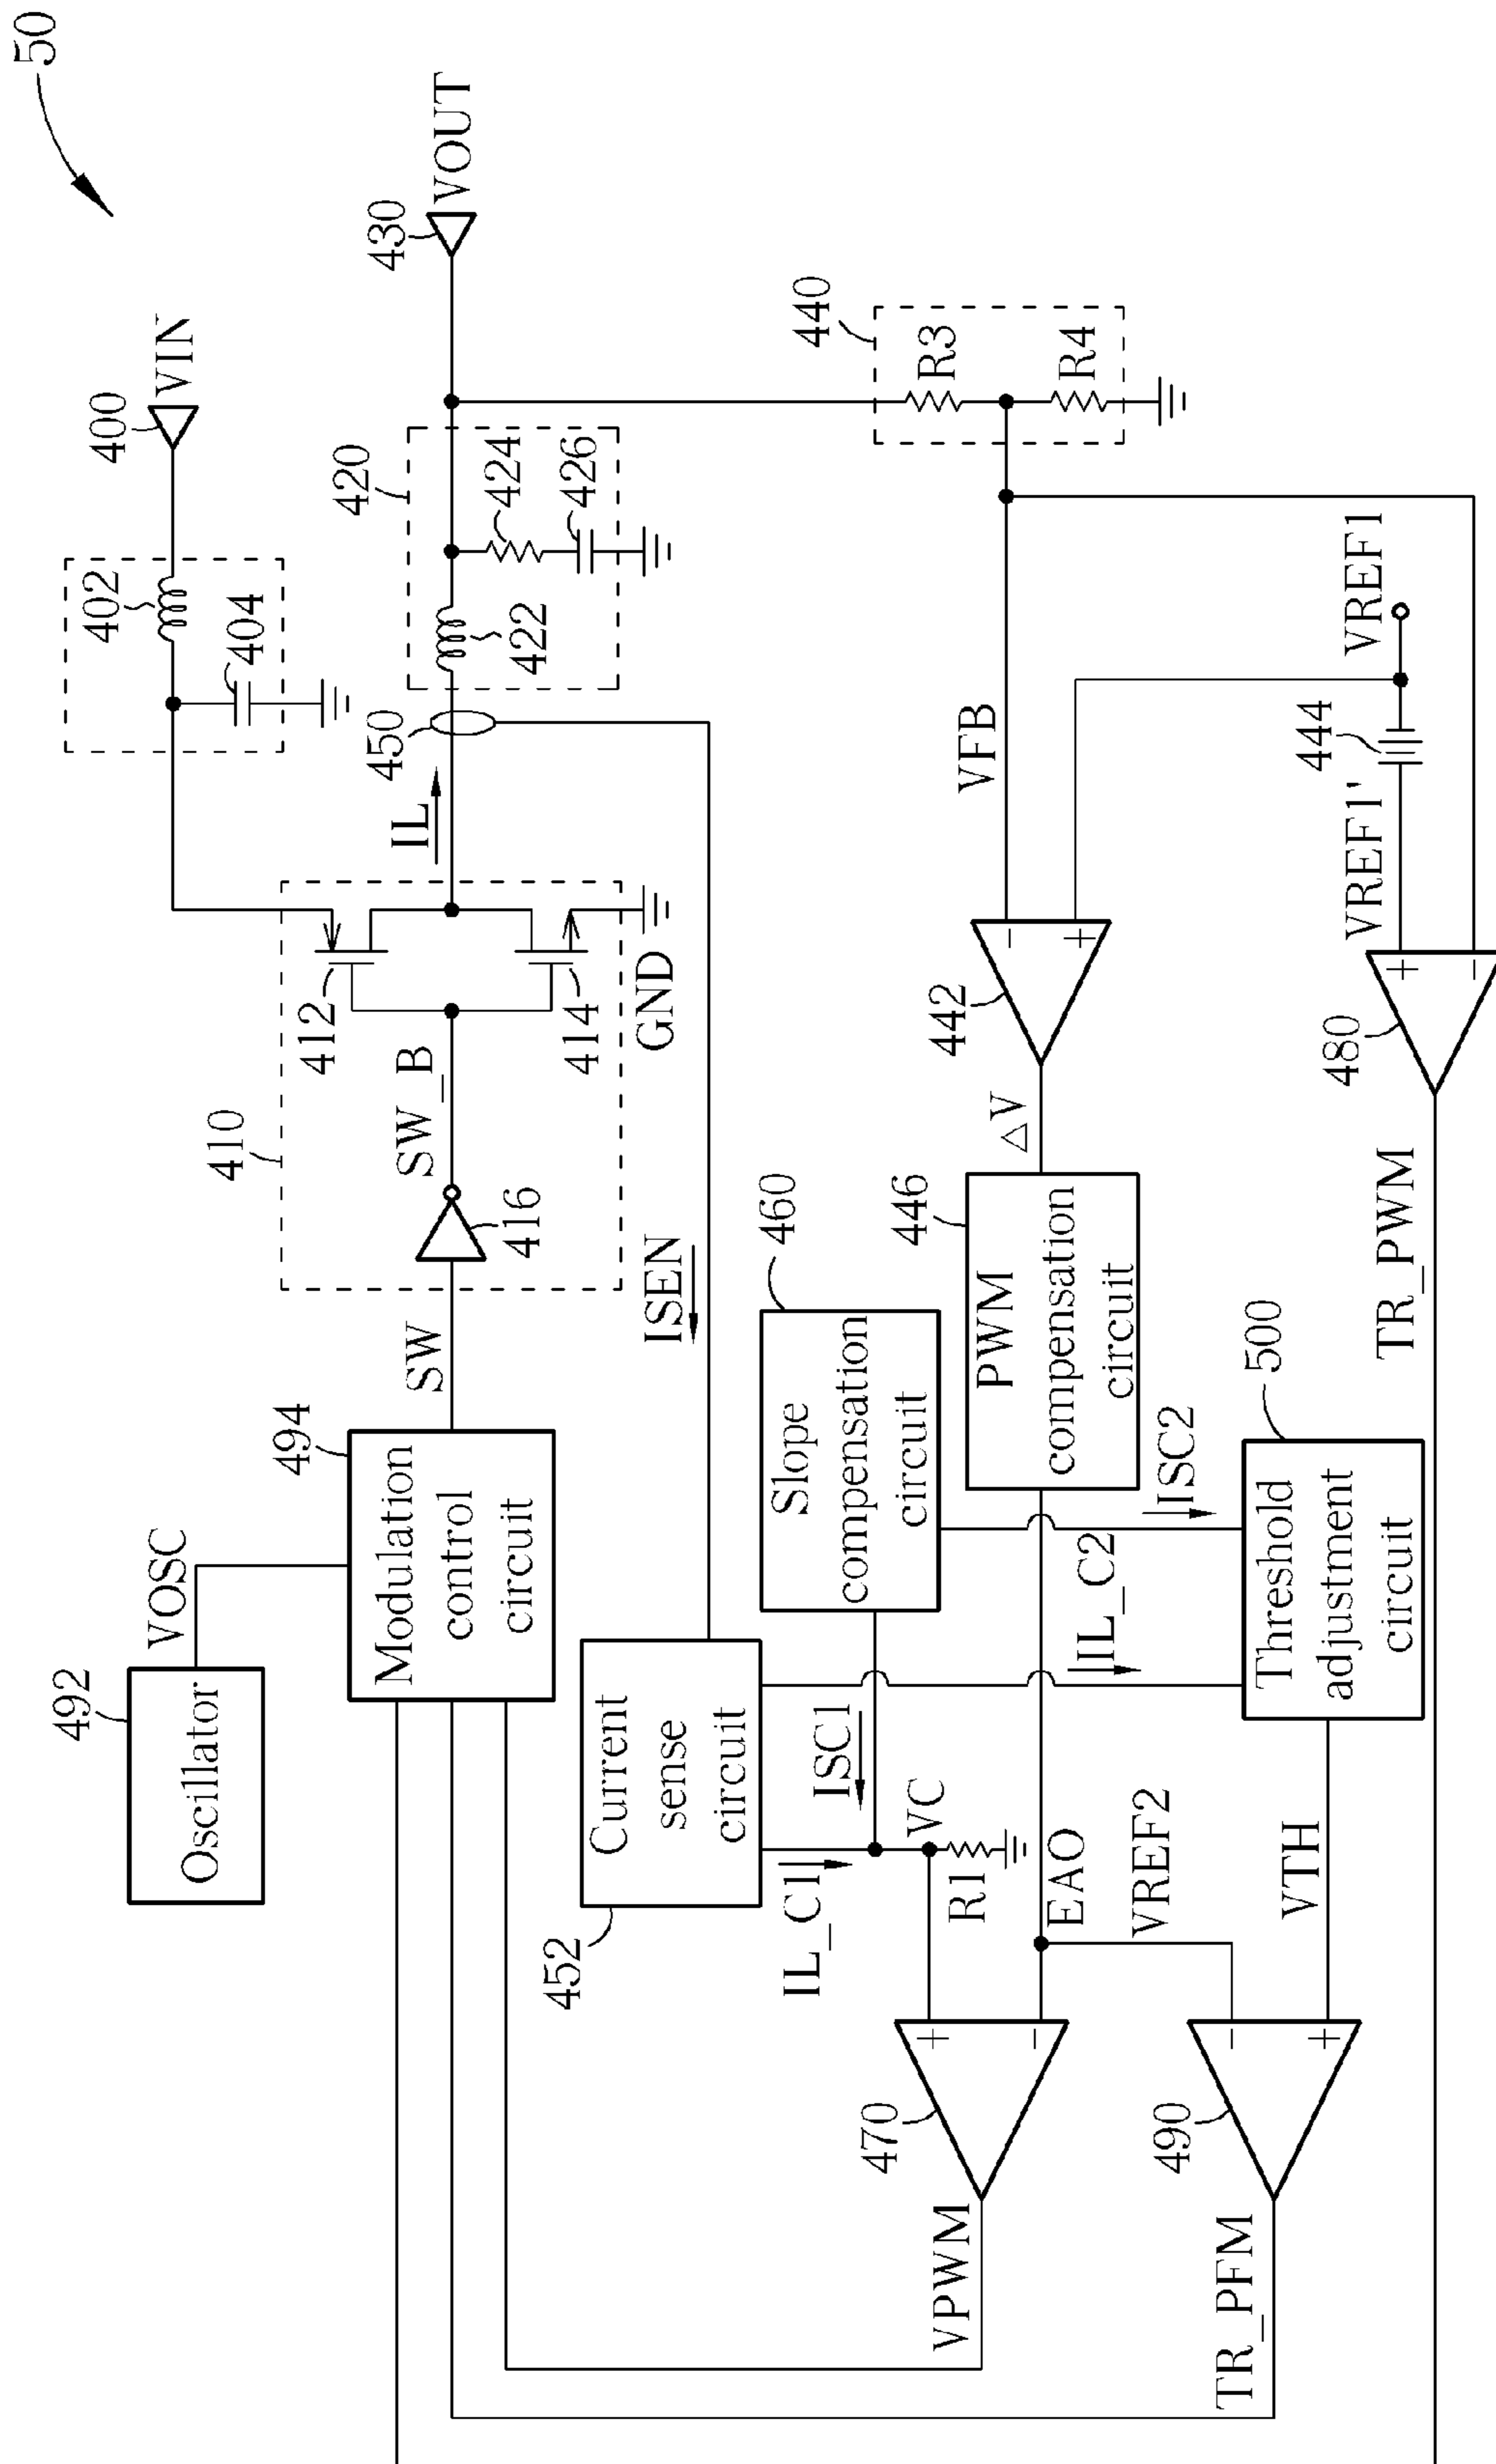 50
VIN
400
402
404
VOUT
430
420
424
426
422
450
IL
410
412
414
416
GND
SW_B
SW
494
Modulation
control
circuit
VOSC
492
Oscillator
ISEN
440
R3
R4
VFB
VREF1
444
VREF1'
-
+
442
ΔV
+
-
480
TR_PWM
446
PWM
compensation
circuit
460
Slope
compensation
circuit
500
Threshold
adjustment
circuit
ISC2
IL_C2
Current
sense
circuit
452
ISC1
IL_C1
VC
R1
EAO
VREF2
VTH
+
-
470
-
+
490
VPWM
TR_PFM